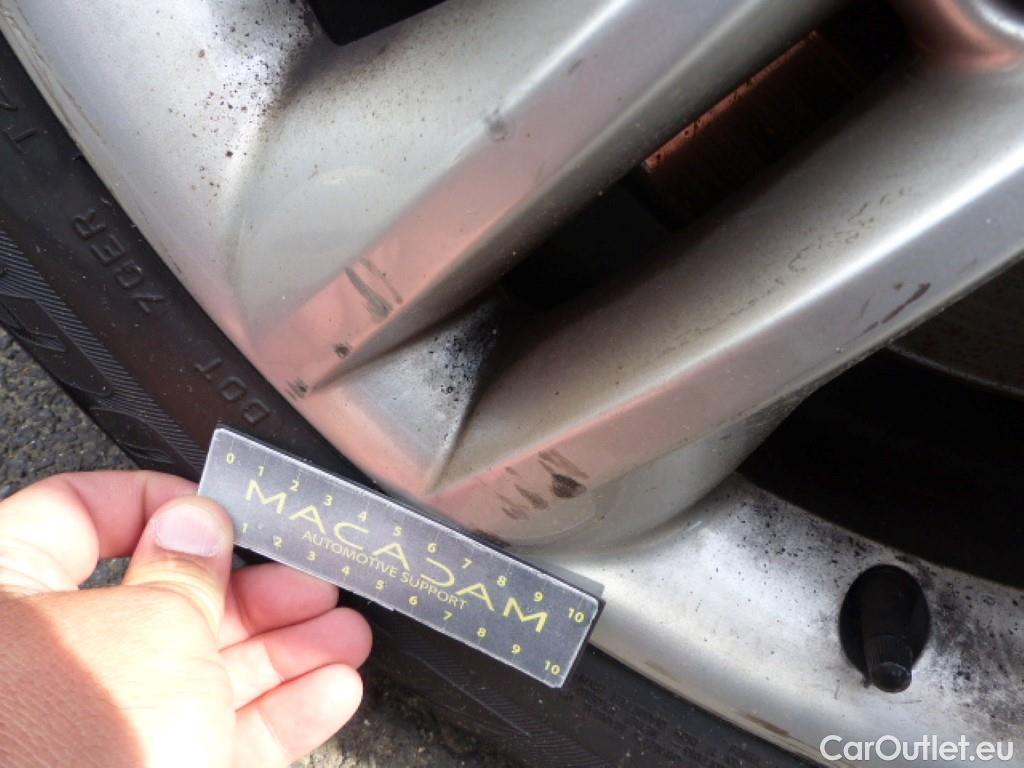 DOT 7GER T
0 1 2 3 4 5 6 7 8 9 10
MACADAM
AUTOMOTIVE SUPPORT
1 2 3 4 5 6 7 8 9 10
CarOutlet.eu